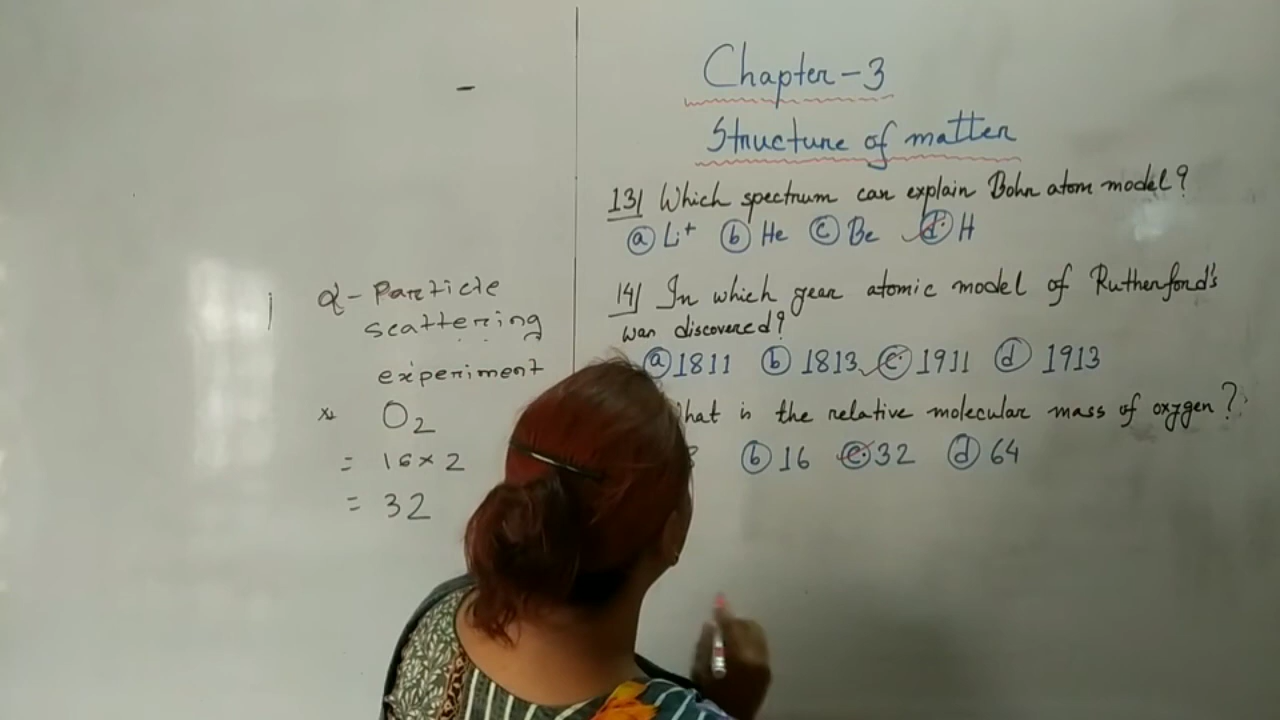 Chapter-3
Structure of matter
13/ Which spectrum can explain Bohr atom model?
ⓐ Li⁺ ⓑ He ⓒ Be ⓓ H
14/ In which year atomic model of Rutherford's
was discovered?
ⓐ 1811 ⓑ 1813 ⓒ 1911 ⓓ 1913
hat is the relative molecular mass of oxygen?
ⓑ 16 ⓒ 32 ⓓ 64
α-Particle
scattering
experiment
* O₂
= 16×2
= 32